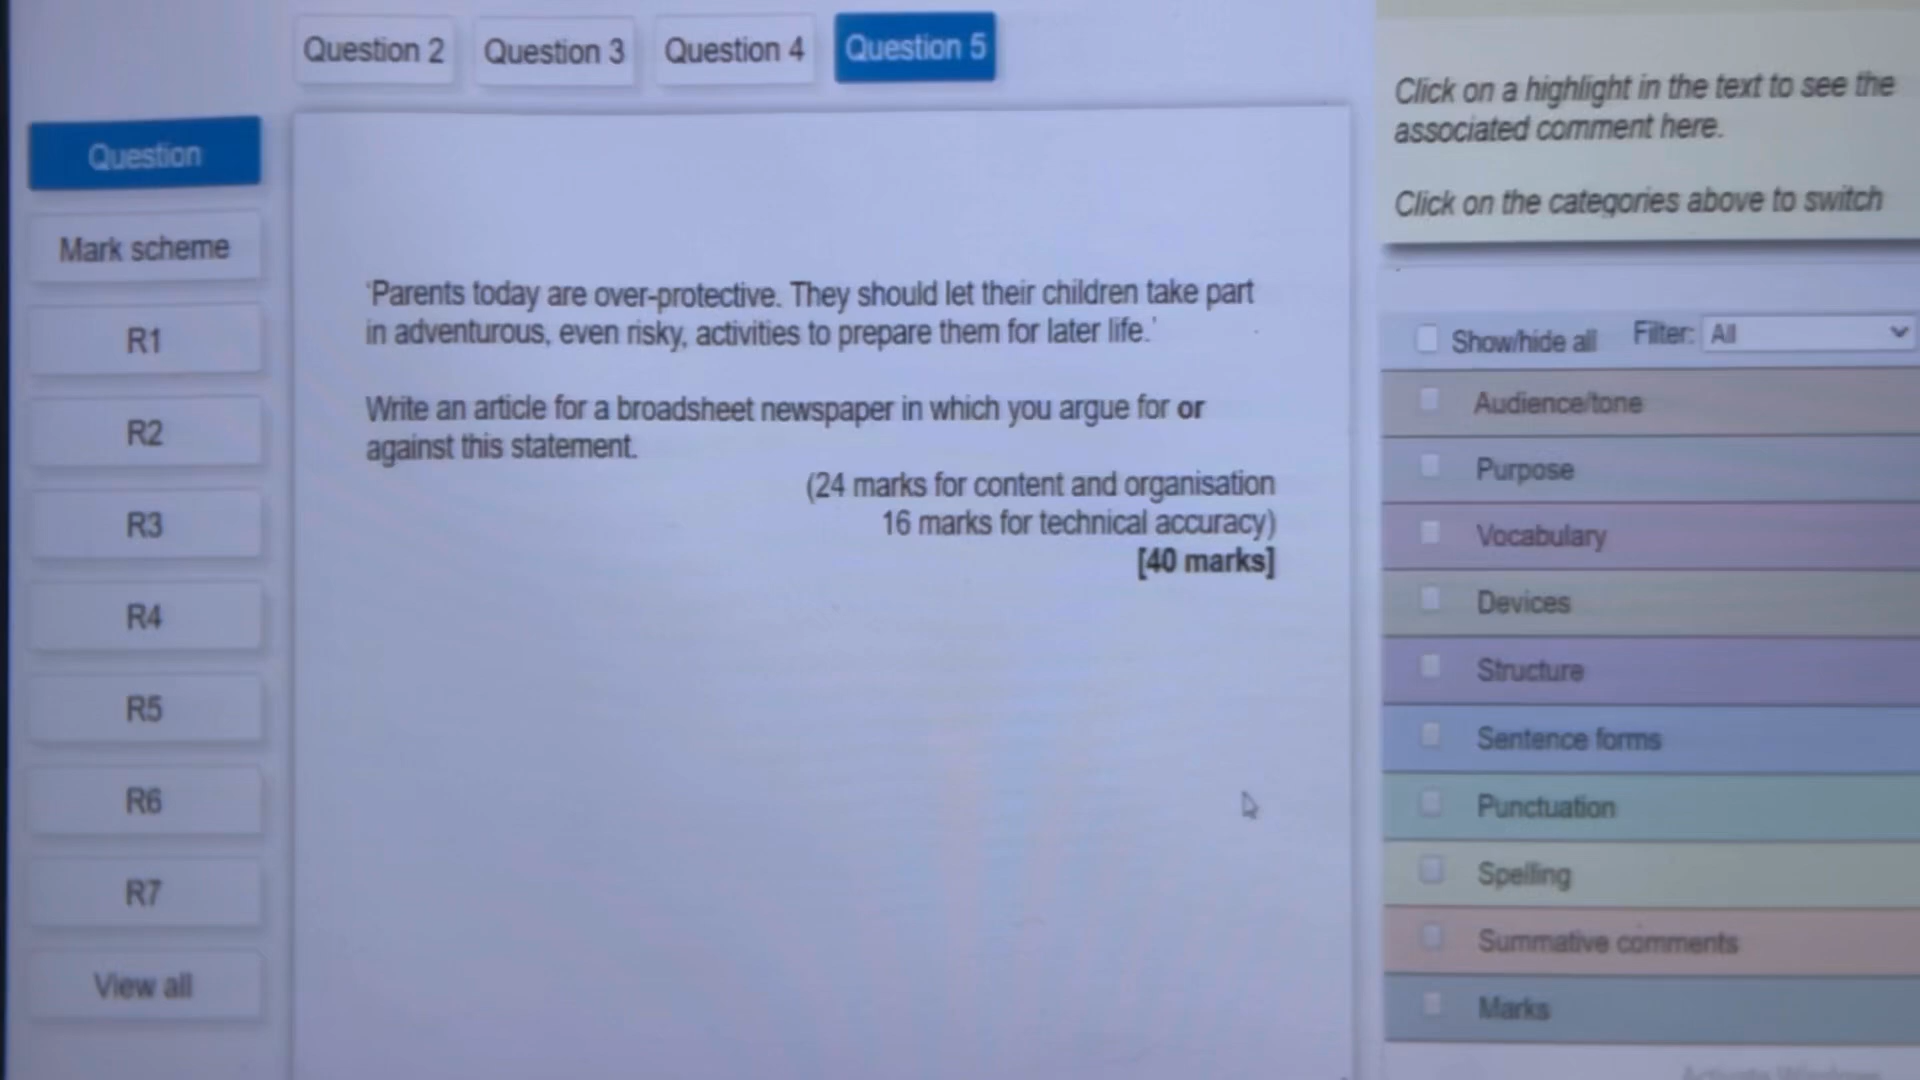 Question 2
Question 3
Question 4
Question 5
Question
Mark scheme
R1
R2
R3
R4
R5
R6
R7
View all
'Parents today are over-protective. They should let their children take part
in adventurous, even risky, activities to prepare them for later life.'
Write an article for a broadsheet newspaper in which you argue for or
against this statement.
(24 marks for content and organisation
16 marks for technical accuracy)
[40 marks]
Click on a highlight in the text to see the
associated comment here.
Click on the categories above to switch
Show/hide all Filter: All
Audience/tone
Purpose
Vocabulary
Devices
Structure
Sentence forms
Punctuation
Spelling
Summative comments
Marks
Activate Windows